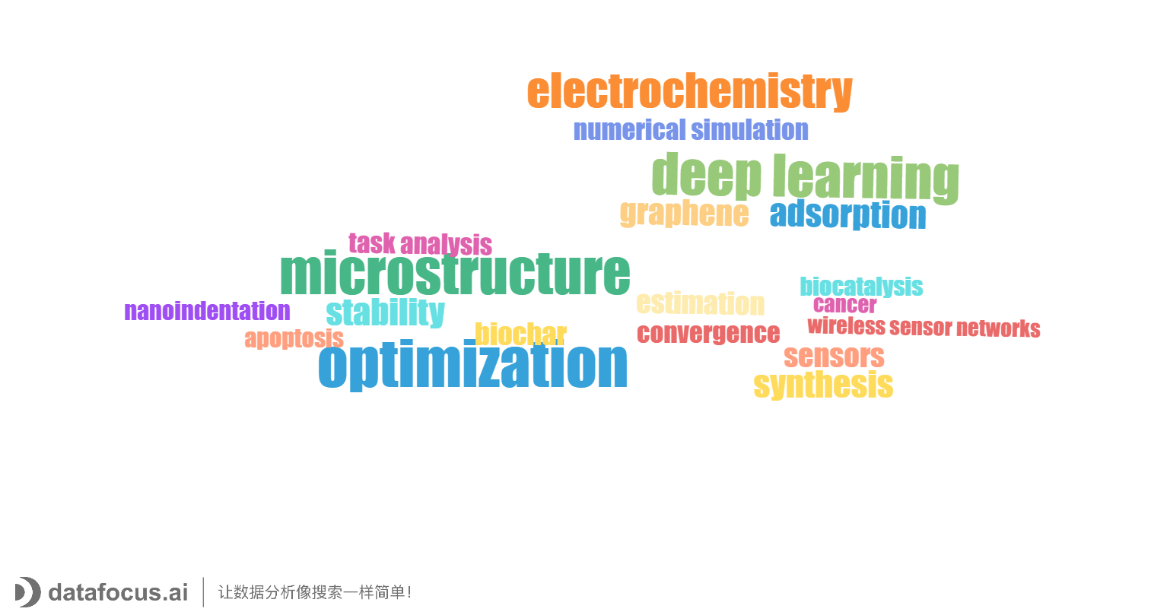 electrochemistry
numerical simulation
deep learning
graphene
adsorption
task analysis
microstructure
biocatalysis
estimation
cancer
nanoindentation
stability
wireless sensor networks
apoptosis
biochar
convergence
sensors
optimization
synthesis
datafocus.ai
让数据分析像搜索一样简单!